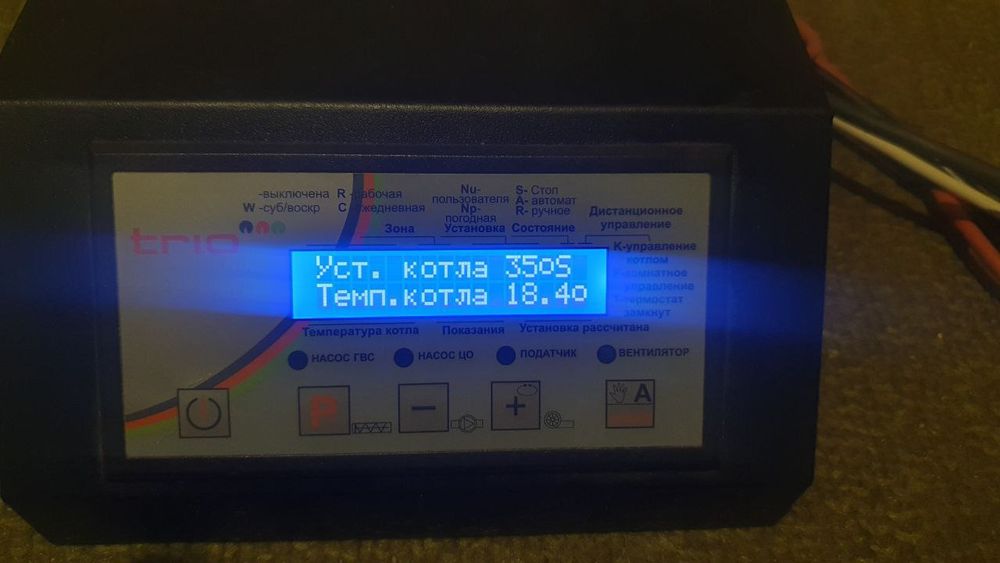 -выключена
W -суб/воскр
R -рабочая
C -ежедневная
Nu-
пользователя
Np-
погодная
S- Стоп
A- автомат
R- ручное
Дистанционное
управление
Зона
Установка
Состояние
trio
K-управление
котлом
комнатное
управление
термостат
замкнут
Уст. котла 35oS
Темп.котла 18.4o
Температура котла
Показания
Установка рассчитана
НАСОС ГВС
НАСОС ЦО
ПОДАТЧИК
ВЕНТИЛЯТОР
P
−
+
A